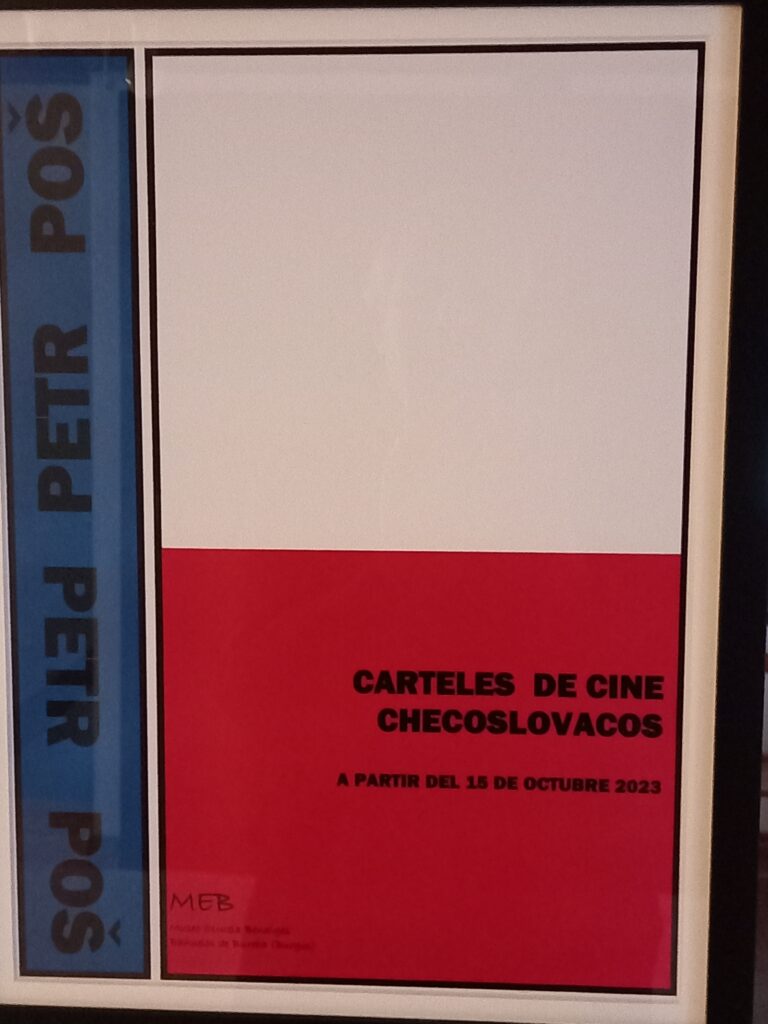 POŠ PETR
PETR POŠ
CARTELES DE CINE
CHECOSLOVACOS
A PARTIR DEL 15 DE OCTUBRE 2023
MEB